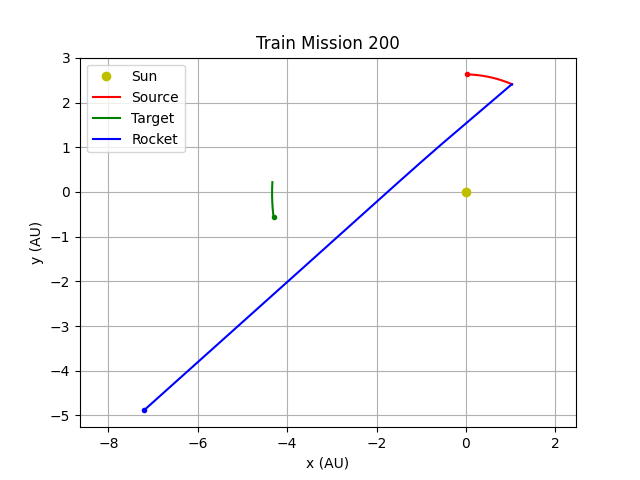 Train Mission 200
Sun
Source
Target
Rocket
3
2
1
0
−1
−2
−3
−4
−5
y (AU)
−8
−6
−4
−2
0
2
x (AU)